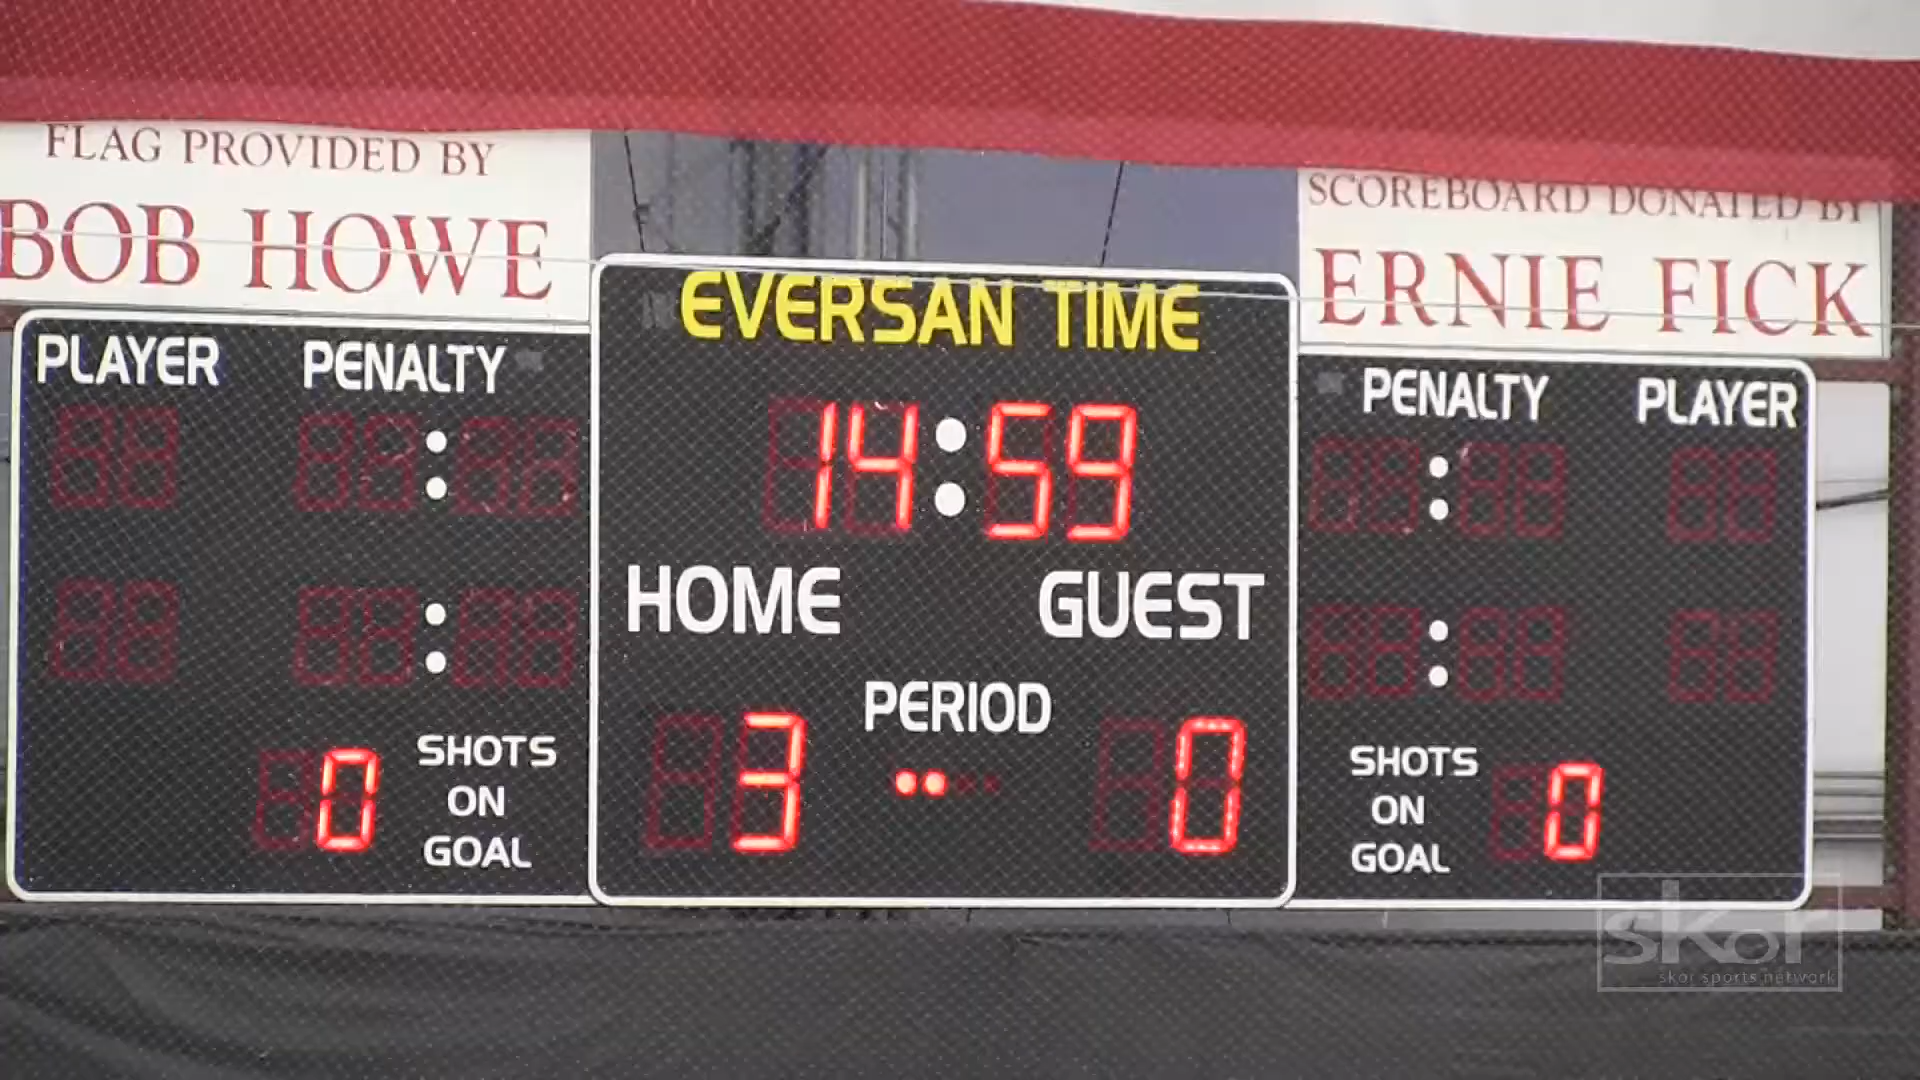 FLAG PROVIDED BY
BOB HOWE
SCOREBOARD DONATED BY
ERNIE FICK
EVERSAN TIME
PLAYER PENALTY
14:59
PENALTY PLAYER
HOME GUEST
PERIOD
3 0
0 SHOTS
ON
GOAL
SHOTS
ON
GOAL 0
skor
skor sports network